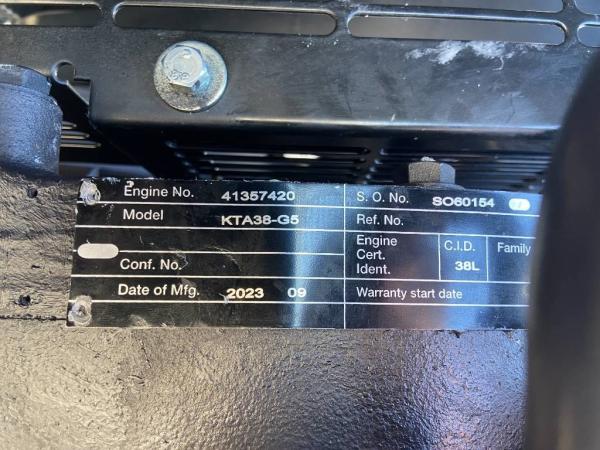 Engine No. 41357420 S. O. No. SO60154
Model KTA38-G5 Ref. No.
Engine Cert. Ident. C.I.D. 38L Family
Conf. No.
Date of Mfg. 2023 09 Warranty start date